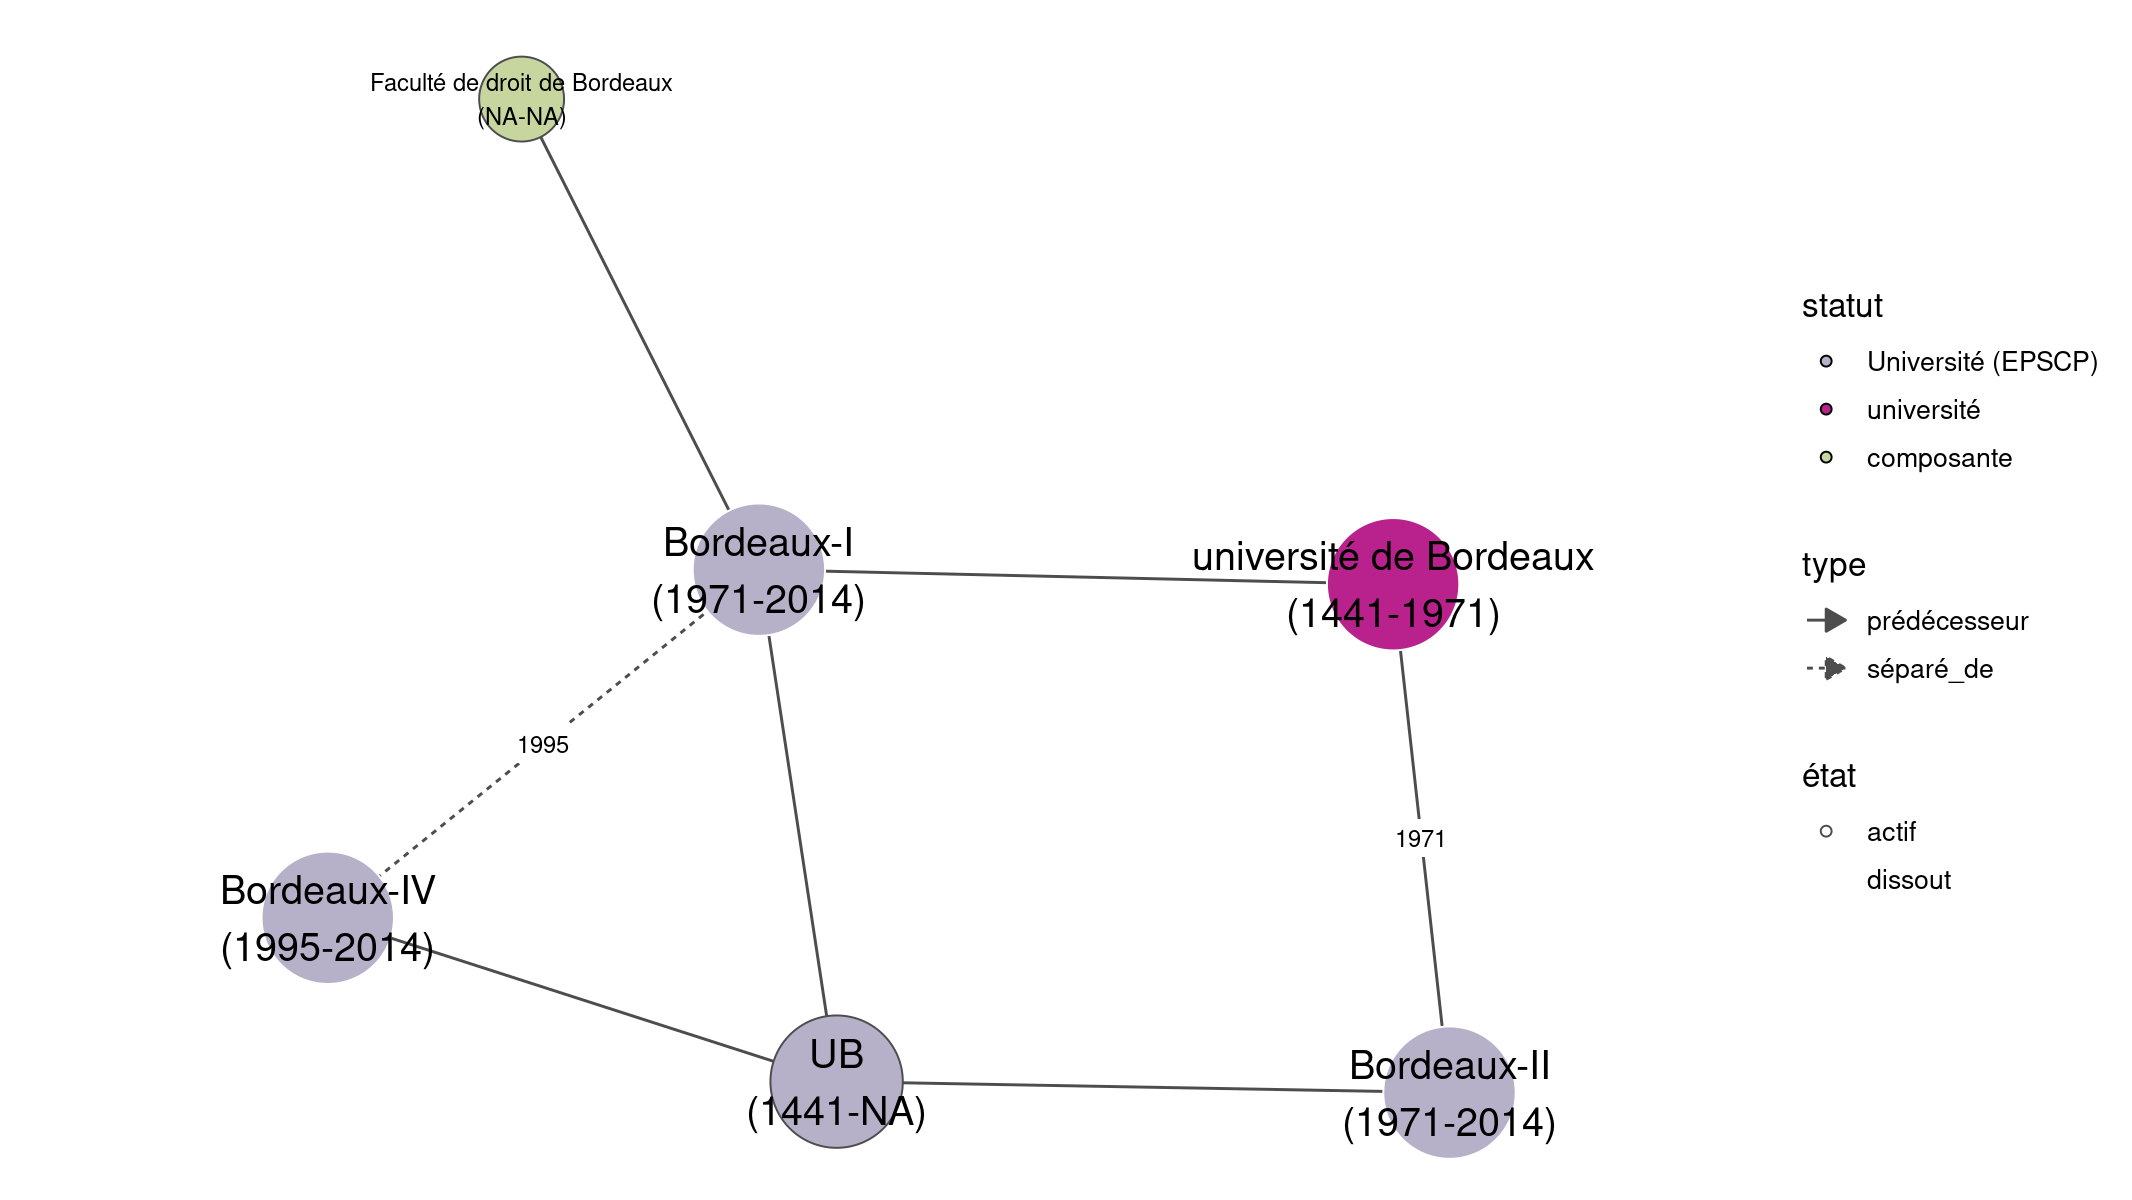 Faculté de droit de Bordeaux
(NA-NA)
Bordeaux-I
(1971-2014)
université de Bordeaux
(1441-1971)
1995
1971
Bordeaux-IV
(1995-2014)
UB
(1441-NA)
Bordeaux-II
(1971-2014)
statut
Université (EPSCP)
université
composante
type
prédécesseur
séparé_de
état
actif
dissout